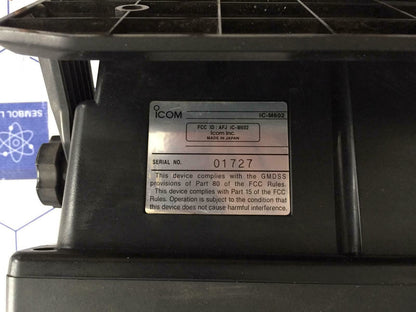 SEMBOL
ICOM
IC-M602
FCC ID : AFJ IC-M602
Icom Inc.
MADE IN JAPAN
SERIAL NO.
01727
This device complies with the GMDSS
provisions of Part 80 of the FCC Rules.
This device complies with Part 15 of the FCC
Rules. Operation is subject to the condition that
this device does not cause harmful interference.